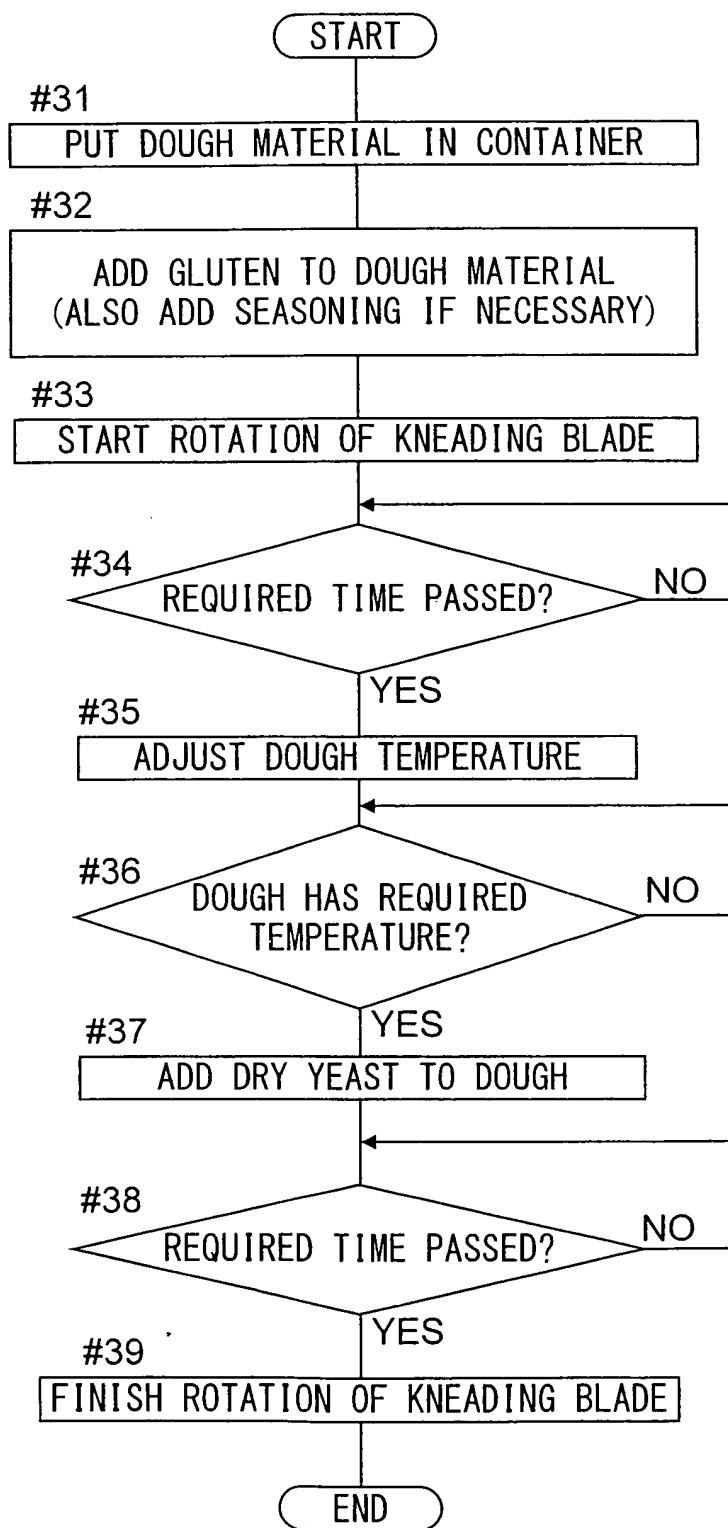 START
#31
PUT DOUGH MATERIAL IN CONTAINER
#32
ADD GLUTEN TO DOUGH MATERIAL
(ALSO ADD SEASONING IF NECESSARY)
#33
START ROTATION OF KNEADING BLADE
#34
REQUIRED TIME PASSED?
NO
YES
#35
ADJUST DOUGH TEMPERATURE
#36
DOUGH HAS REQUIRED
TEMPERATURE?
NO
YES
#37
ADD DRY YEAST TO DOUGH
#38
REQUIRED TIME PASSED?
NO
YES
#39
FINISH ROTATION OF KNEADING BLADE
END